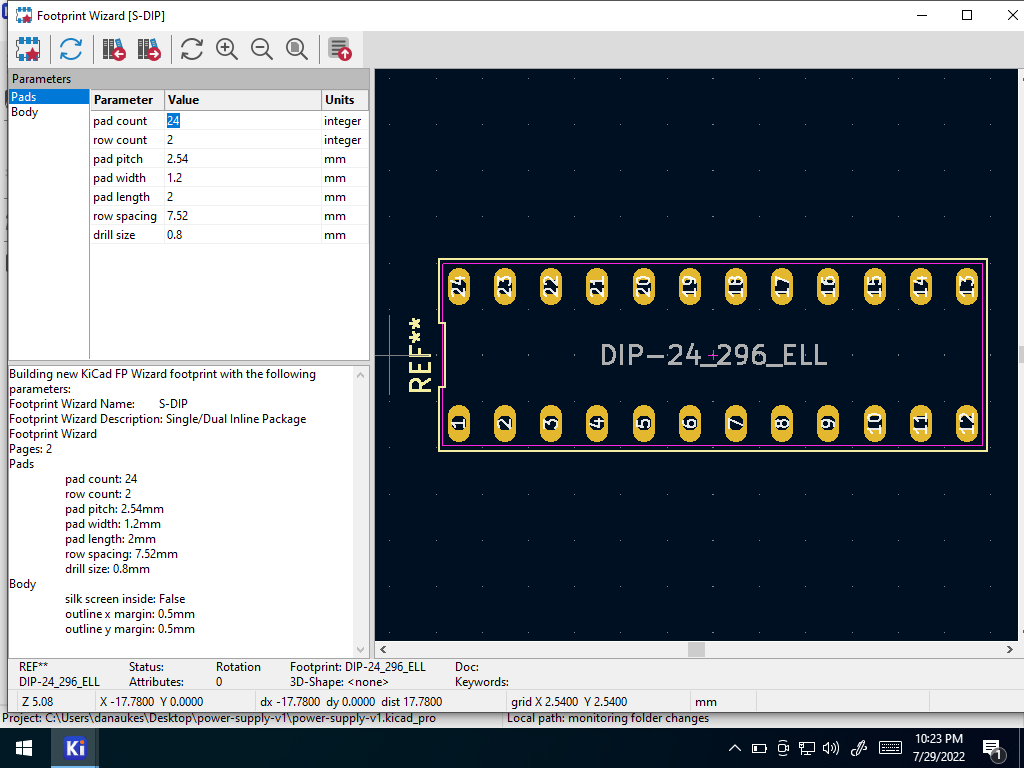 Footprint Wizard [S-DIP]
Parameters
Pads
Body
Parameter Value Units
pad count 24 integer
row count 2 integer
pad pitch 2.54 mm
pad width 1.2 mm
pad length 2 mm
row spacing 7.52 mm
drill size 0.8 mm
24 23 22 21 20 19 18 17 16 15 14 13
REF**
DIP-24_296_ELL
1 2 3 4 5 6 7 8 9 10 11 12
Building new KiCad FP Wizard footprint with the following
parameters:
Footprint Wizard Name: S-DIP
Footprint Wizard Description: Single/Dual Inline Package
Footprint Wizard
Pages: 2
Pads
pad count: 24
row count: 2
pad pitch: 2.54mm
pad width: 1.2mm
pad length: 2mm
row spacing: 7.52mm
drill size: 0.8mm
Body
silk screen inside: False
outline x margin: 0.5mm
outline y margin: 0.5mm
REF** Status: Rotation Footprint: DIP-24_296_ELL Doc:
DIP-24_296_ELL Attributes: 0 3D-Shape: <none> Keywords:
Z 5.08 X -17.7800 Y 0.0000 dx -17.7800 dy 0.0000 dist 17.7800 grid X 2.5400 Y 2.5400 mm
Project: C:\Users\danaukes\Desktop\power-supply-v1\power-supply-v1.kicad_pro Local path: monitoring folder changes
Ki
10:23 PM
7/29/2022
1